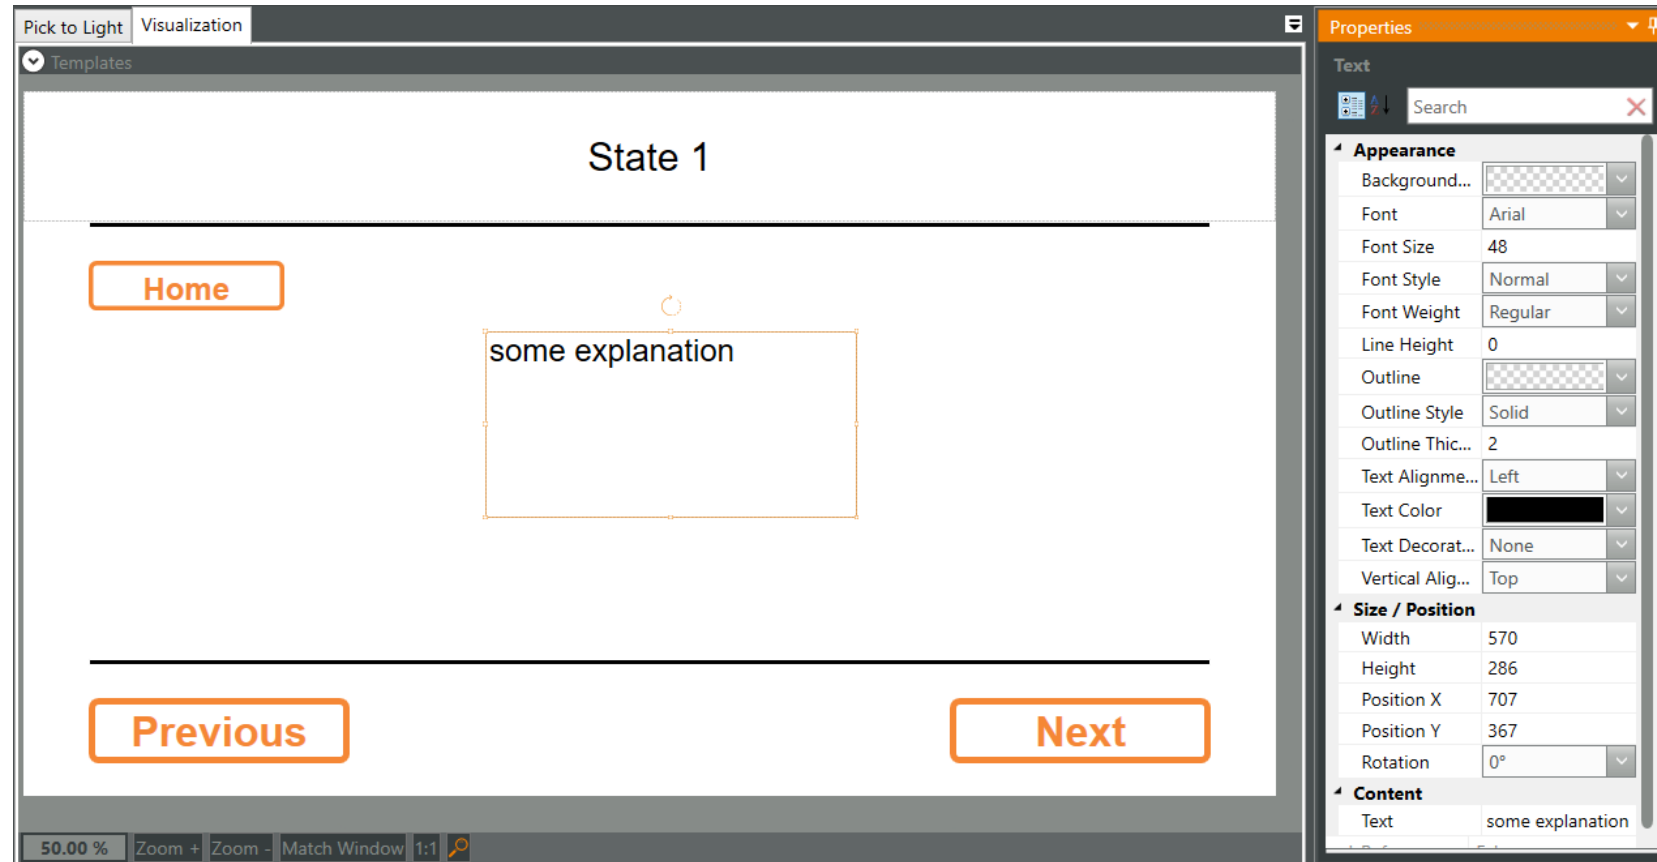 Pick to Light Visualization
Templates
State 1
Home
some explanation
Previous Next
50.00 % Zoom + Zoom - Match Window 1:1
Properties
Text
Search
Appearance
Background...
Font Arial
Font Size 48
Font Style Normal
Font Weight Regular
Line Height 0
Outline
Outline Style Solid
Outline Thic... 2
Text Alignme... Left
Text Color
Text Decorat... None
Vertical Alig... Top
Size / Position
Width 570
Height 286
Position X 707
Position Y 367
Rotation 0°
Content
Text some explanation